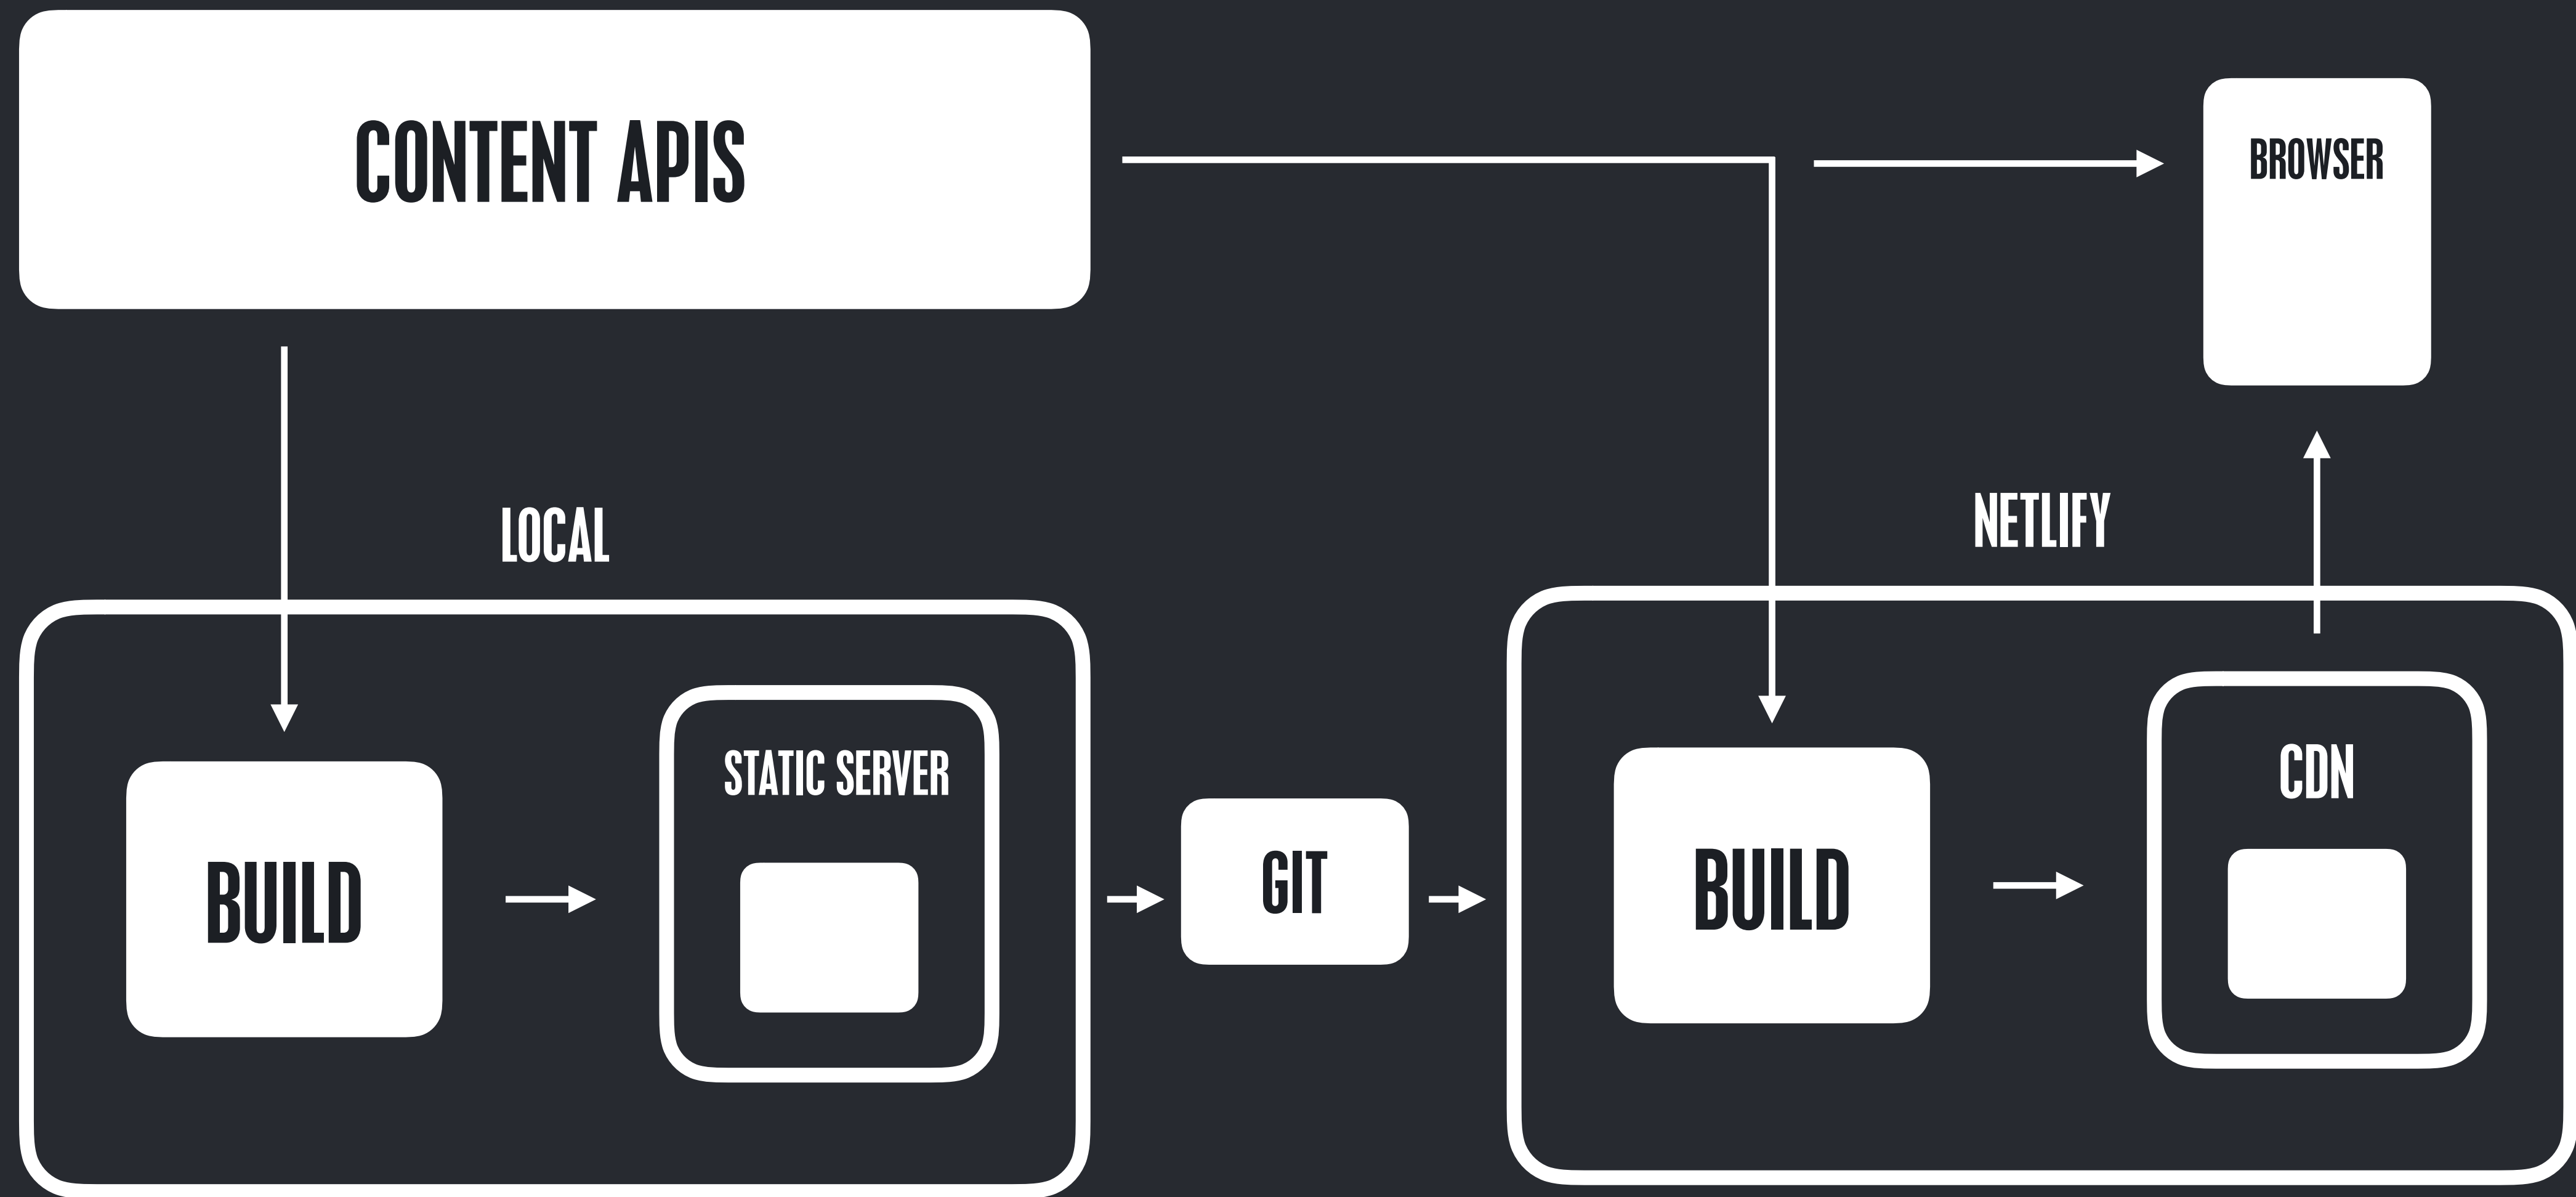 CONTENT APIS
BROWSER
LOCAL
NETLIFY
STATIC SERVER
CDN
BUILD
GIT
BUILD